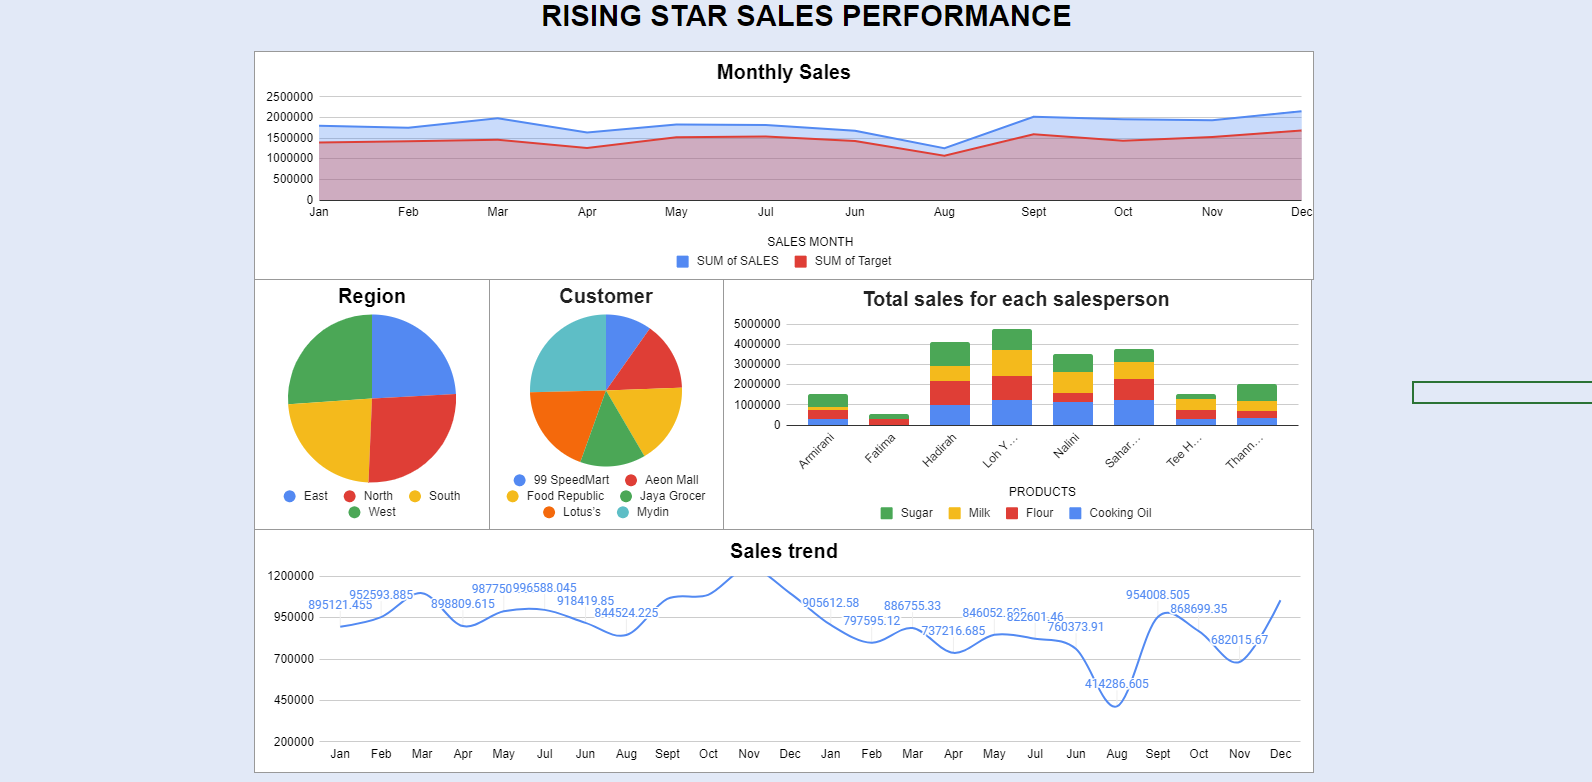 RISING STAR SALES PERFORMANCE
Monthly Sales
2500000
2000000
1500000
1000000
500000
0
Jan Feb Mar Apr May Jul Jun Aug Sept Oct Nov Dec
SALES MONTH
SUM of SALES SUM of Target
Region
East North South
West
Customer
99 SpeedMart Aeon Mall
Food Republic Jaya Grocer
Lotus's Mydin
Total sales for each salesperson
5000000
4000000
3000000
2000000
1000000
0
Armirani Fatima Hadirah Loh Y... Nalini Sahar... Tee H... Thann...
PRODUCTS
Sugar Milk Flour Cooking Oil
Sales trend
1200000
950000
700000
450000
200000
895121.455 952593.885 898809.615 987750 996588.045 918419.85 844524.225 905612.58 797595.12 886755.33 737216.685 846052.595 822601.46 760373.91 414286.605 954008.505 868699.35 682015.67
Jan Feb Mar Apr May Jul Jun Aug Sept Oct Nov Dec Jan Feb Mar Apr May Jul Jun Aug Sept Oct Nov Dec